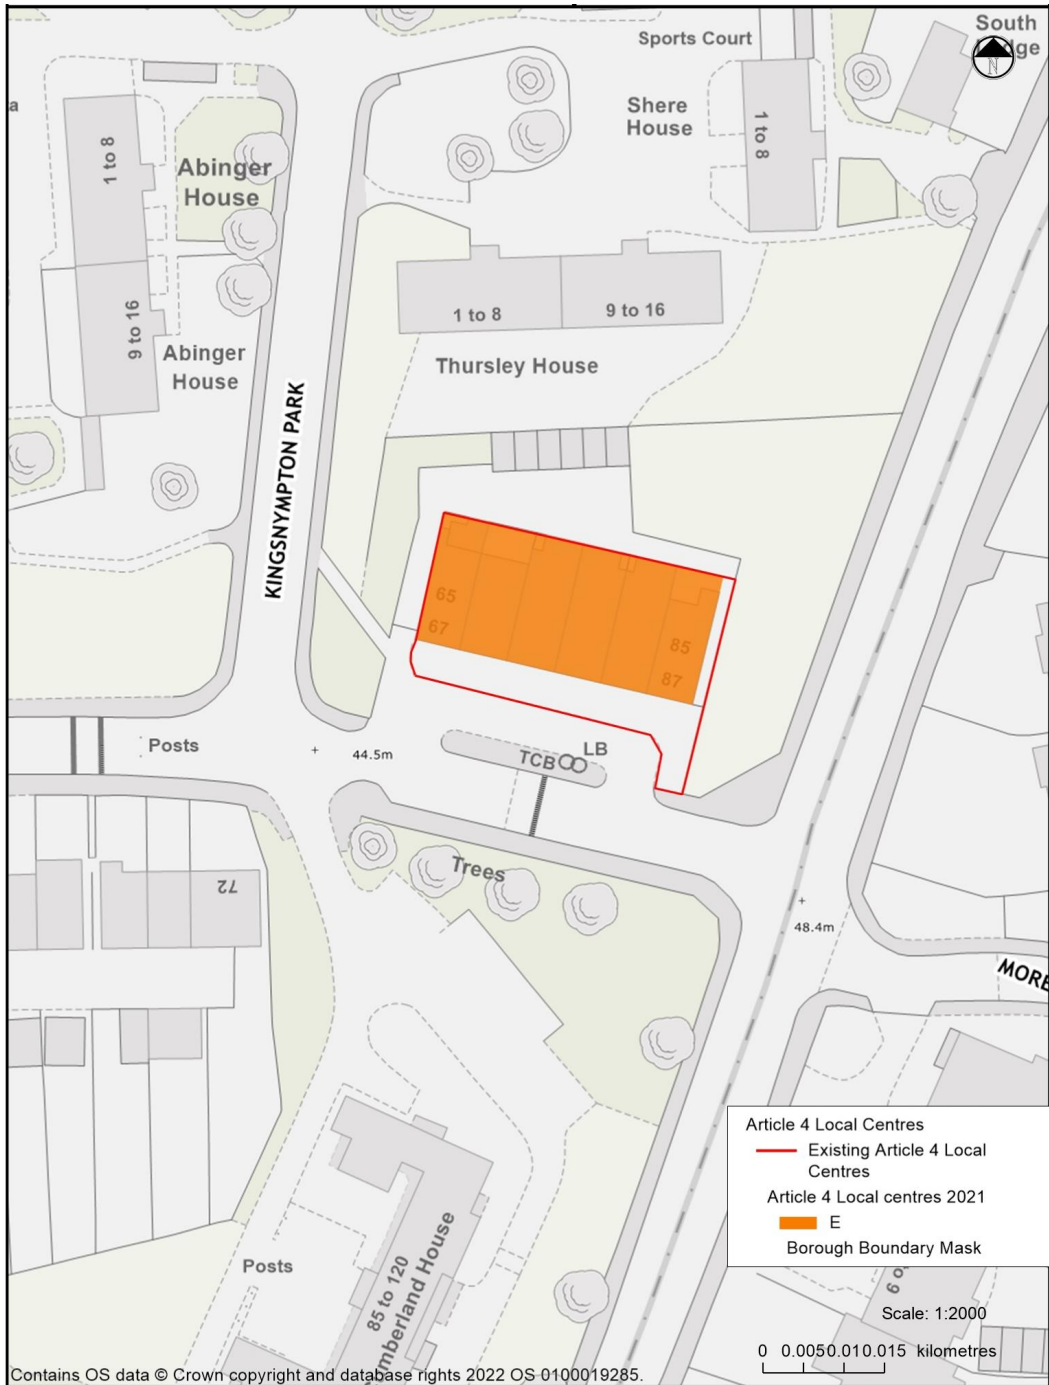 South
Sports Court
N
a
Shere
House
1 to 8
1 to 8
Abinger
House
1 to 8
9 to 16
9 to 16
Abinger
House
Thursley House
KINGSNYMPTON PARK
65
67
85
87
Posts
44.5m
TCB
LB
Trees
72
48.4m
Article 4 Local Centres
Existing Article 4 Local
Centres
Article 4 Local centres 2021
E
Borough Boundary Mask
Posts
85 to 120
Scale: 1:2000
0 0.0050.010.015 kilometres
Contains OS data © Crown copyright and database rights 2022 OS 0100019285.